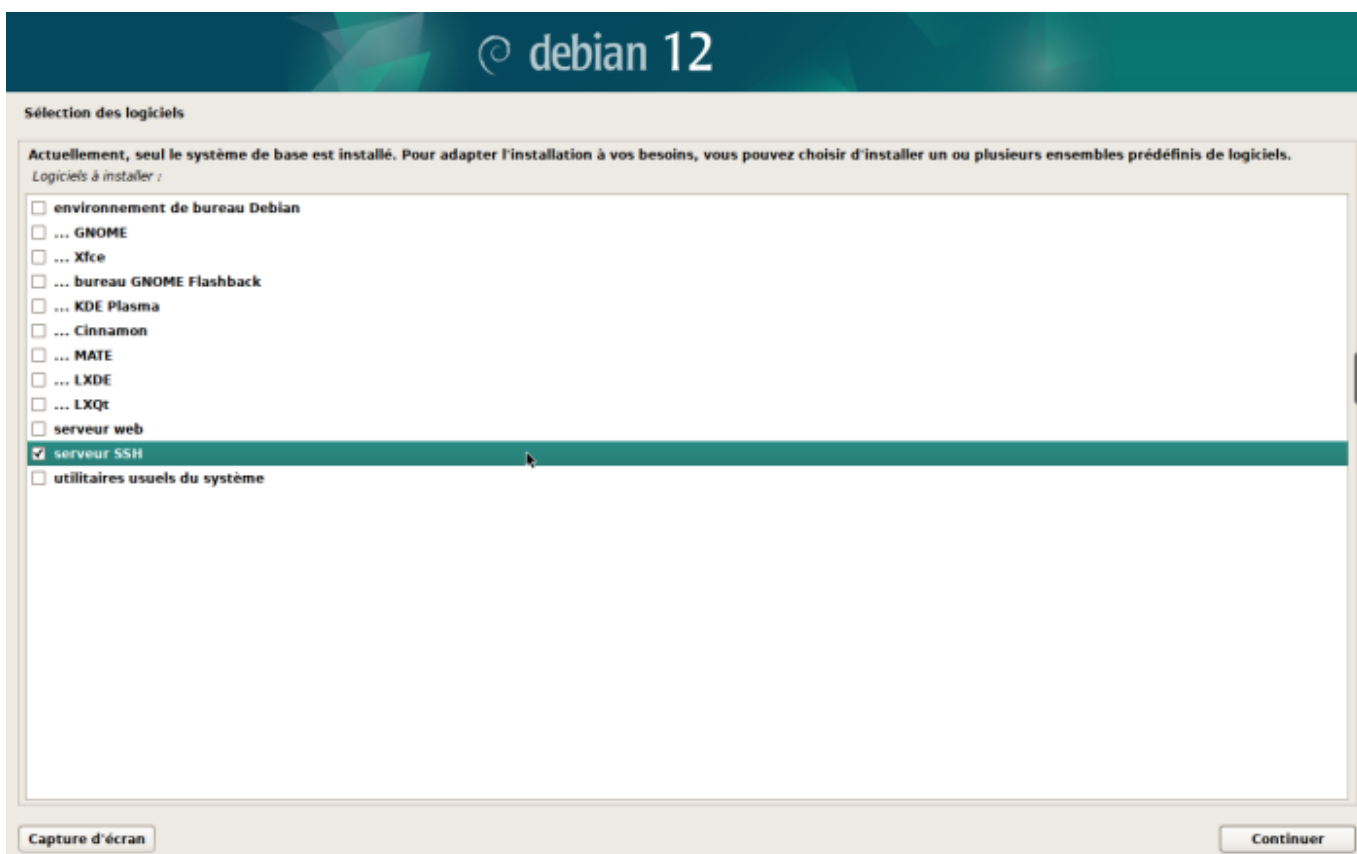 debian 12
Sélection des logiciels
Actuellement, seul le système de base est installé. Pour adapter l'installation à vos besoins, vous pouvez choisir d'installer un ou plusieurs ensembles prédéfinis de logiciels.
Logiciels à installer :
environnement de bureau Debian
... GNOME
... Xfce
... bureau GNOME Flashback
... KDE Plasma
... Cinnamon
... MATE
... LXDE
... LXQt
serveur web
serveur SSH
utilitaires usuels du système
Capture d'écran
Continuer